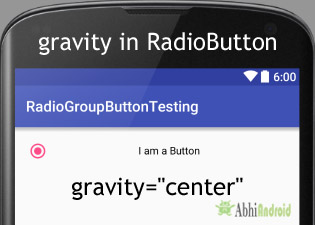 gravity in RadioButton
6:00
RadioGroupButtonTesting
I am a Button
gravity="center"
AbhiAndroid